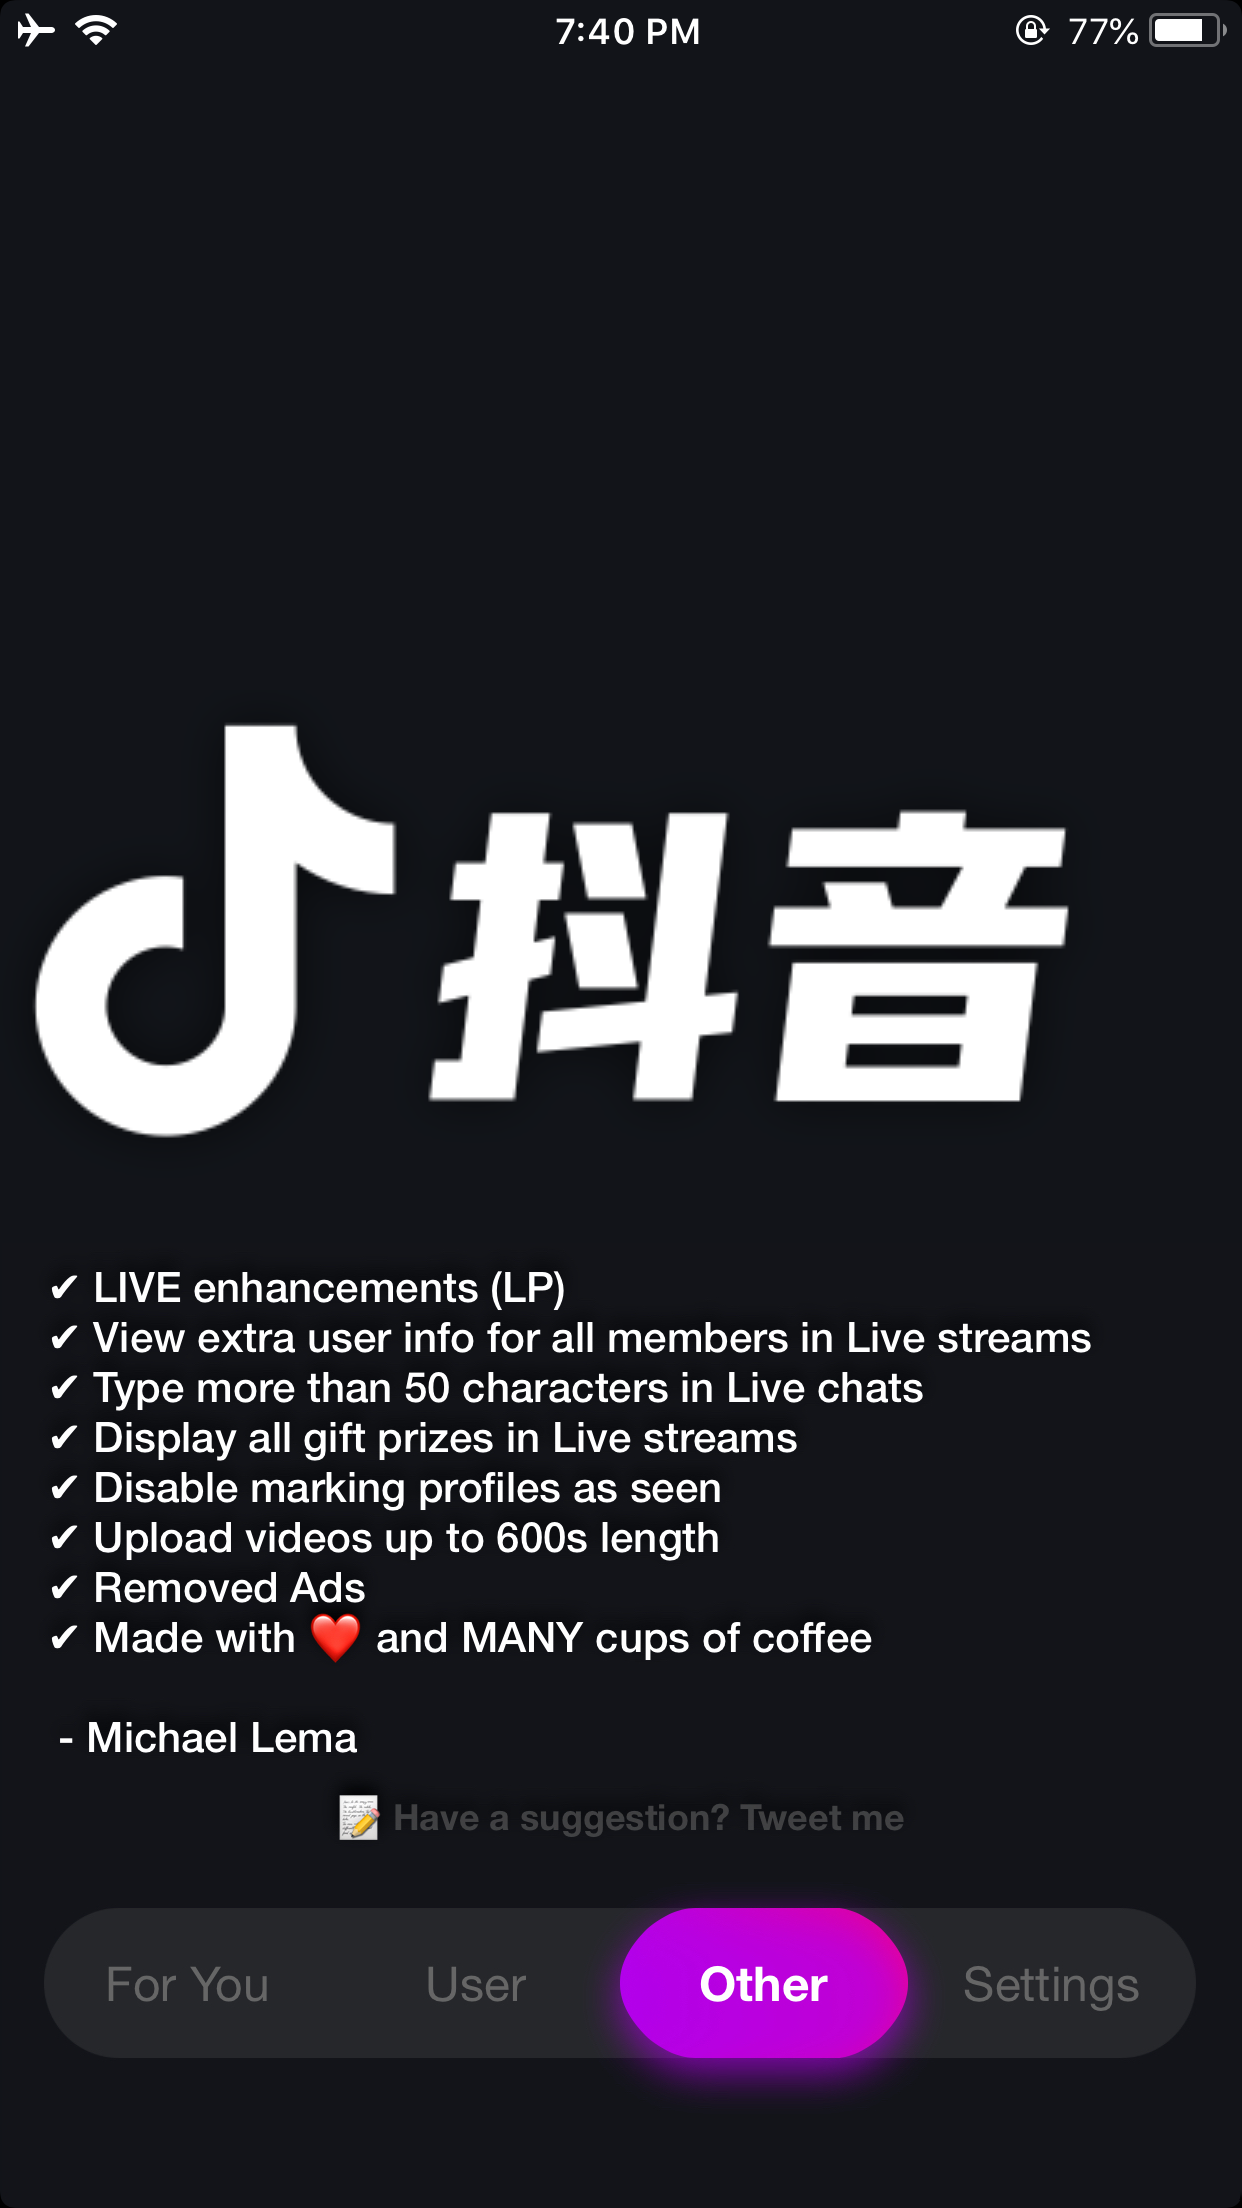 7:40 PM
77%
抖音
✔ LIVE enhancements (LP)
✔ View extra user info for all members in Live streams
✔ Type more than 50 characters in Live chats
✔ Display all gift prizes in Live streams
✔ Disable marking profiles as seen
✔ Upload videos up to 600s length
✔ Removed Ads
✔ Made with ❤️ and MANY cups of coffee
- Michael Lema
📝 Have a suggestion? Tweet me
For You
User
Other
Settings